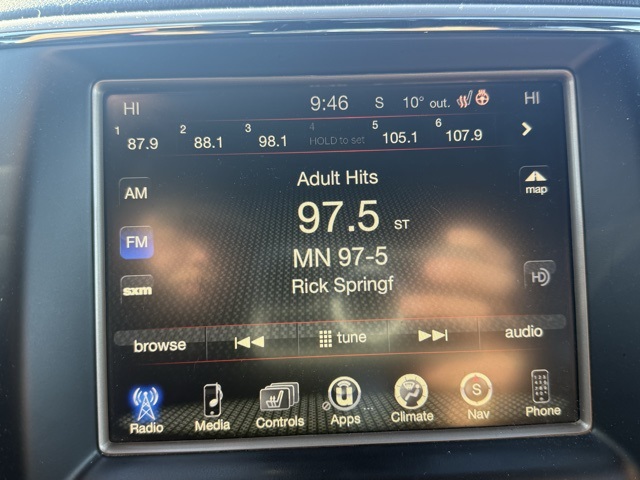 HI 9:46 S 10° out. HI
1 87.9 2 88.1 3 98.1 4 HOLD to set 5 105.1 6 107.9
Adult Hits
AM
97.5 ST
map
FM
MN 97-5
HD
sxm
Rick Springf
browse tune audio
Radio Media Controls Apps... Climate S Nav Phone